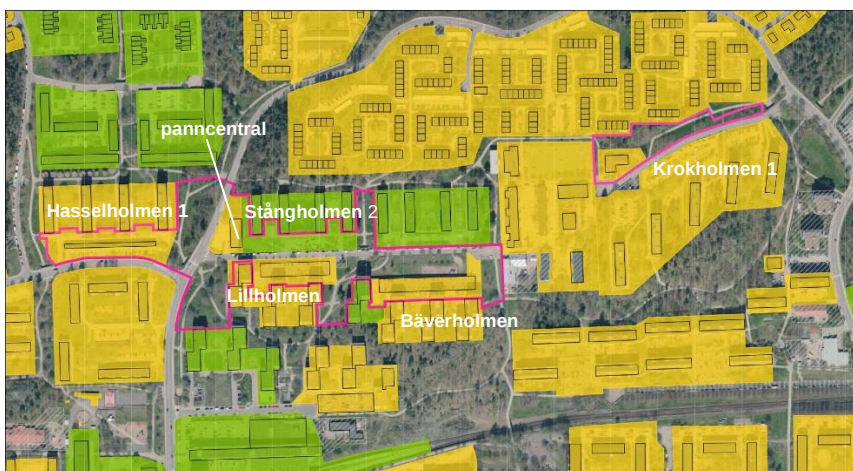 panncentral
Krokholmen 1
Hasselholmen 1
Stångholmen 2
Lillholmen
Bäverholmen